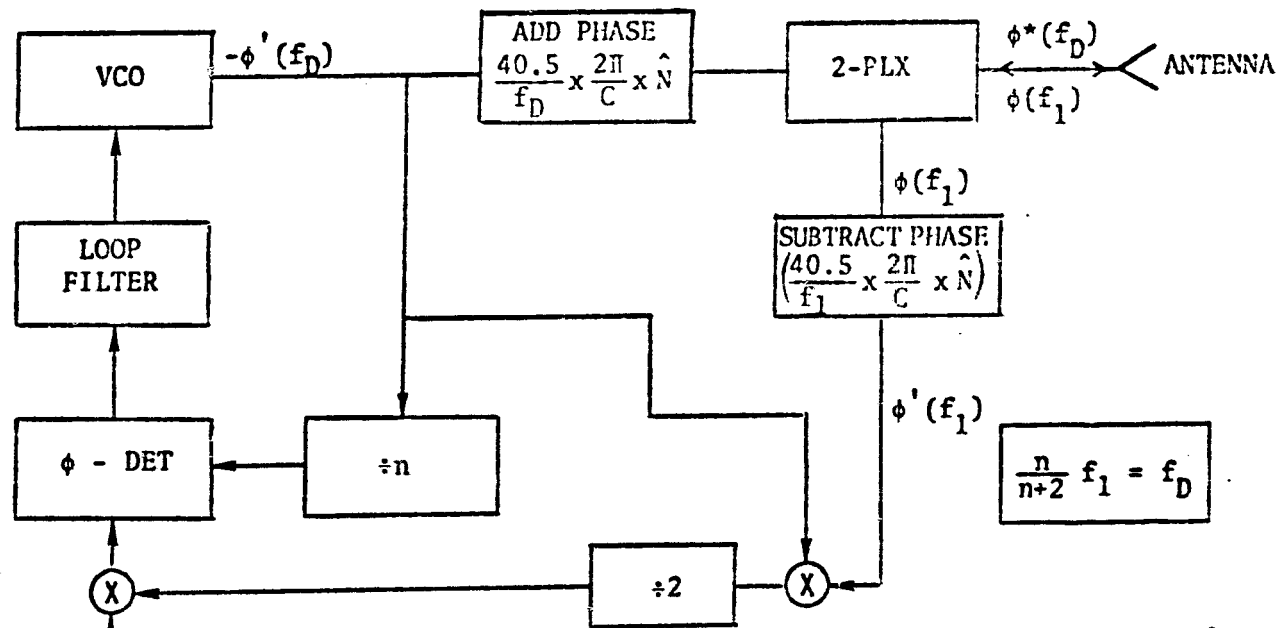 VCO
-ϕ'(f_D)
ADD PHASE
40.5/f_D x 2Π/C x N̂
2-PLX
ϕ*(f_D)
ϕ(f_1)
ANTENNA
ϕ(f_1)
LOOP
FILTER
SUBTRACT PHASE
(40.5/f_1 x 2Π/C x N̂)
ϕ'(f_1)
ϕ - DET
÷n
n/n+2 f_1 = f_D
X
÷2
X